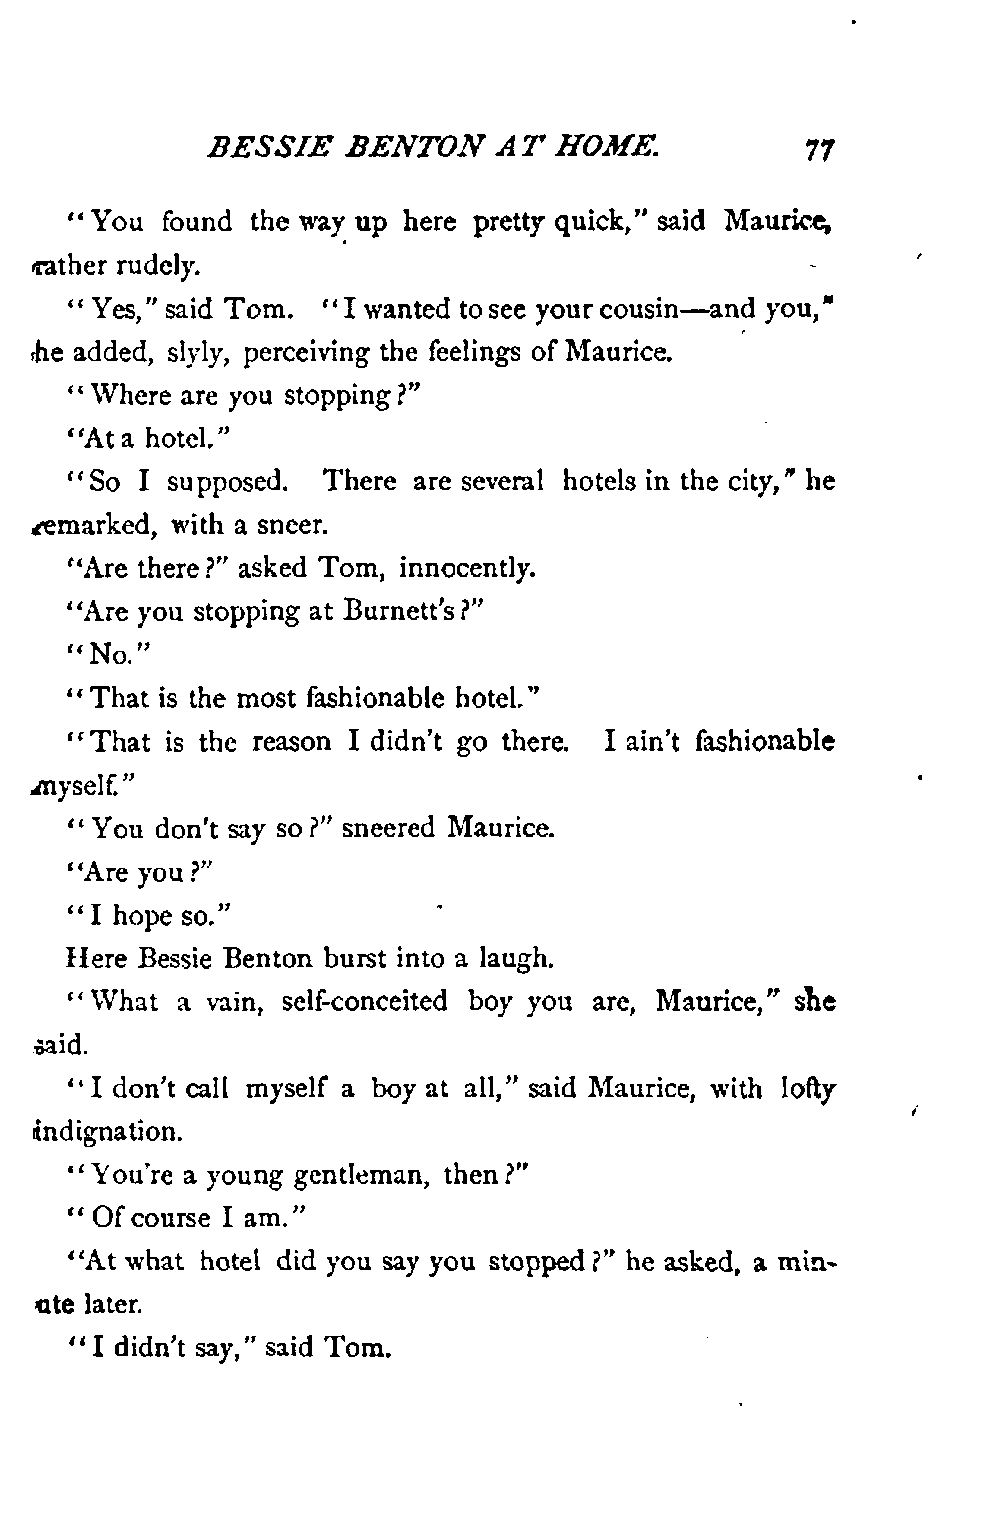 BESSIE BENTON AT HOME. 77
"You found the way up here pretty quick," said Maurice,
rather rudely.
"Yes," said Tom. "I wanted to see your cousin—and you,"
he added, slyly, perceiving the feelings of Maurice.
"Where are you stopping?"
"At a hotel."
"So I supposed. There are several hotels in the city," he
remarked, with a sneer.
"Are there?" asked Tom, innocently.
"Are you stopping at Burnett's?"
"No."
"That is the most fashionable hotel."
"That is the reason I didn't go there. I ain't fashionable
myself."
"You don't say so?" sneered Maurice.
"Are you?"
"I hope so."
Here Bessie Benton burst into a laugh.
"What a vain, self-conceited boy you are, Maurice," she
said.
"I don't call myself a boy at all," said Maurice, with lofty
indignation.
"You're a young gentleman, then?"
"Of course I am."
"At what hotel did you say you stopped?" he asked, a min-
ute later.
"I didn't say," said Tom.